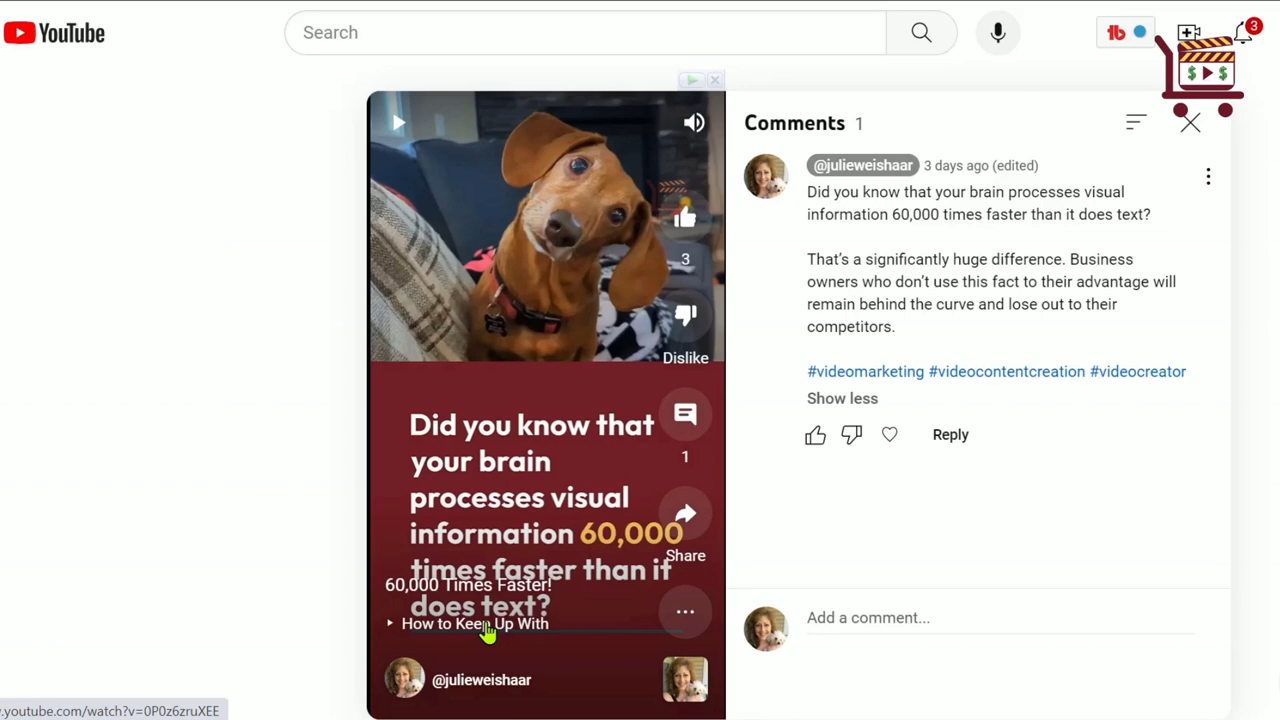 YouTube
Search
3
Comments 1
@julieweishaar 3 days ago (edited)
Did you know that your brain processes visual
information 60,000 times faster than it does text?
That's a significantly huge difference. Business
owners who don't use this fact to their advantage will
remain behind the curve and lose out to their
competitors.
#videomarketing #videocontentcreation #videocreator
Show less
Reply
Add a comment...
3
Dislike
1
Share
Did you know that
your brain
processes visual
information 60,000
times faster than it
does text?
60,000 Times Faster!
How to Keep Up With
@julieweishaar
tb
$ $
.youtube.com/watch?v=0P0z6zruXEE